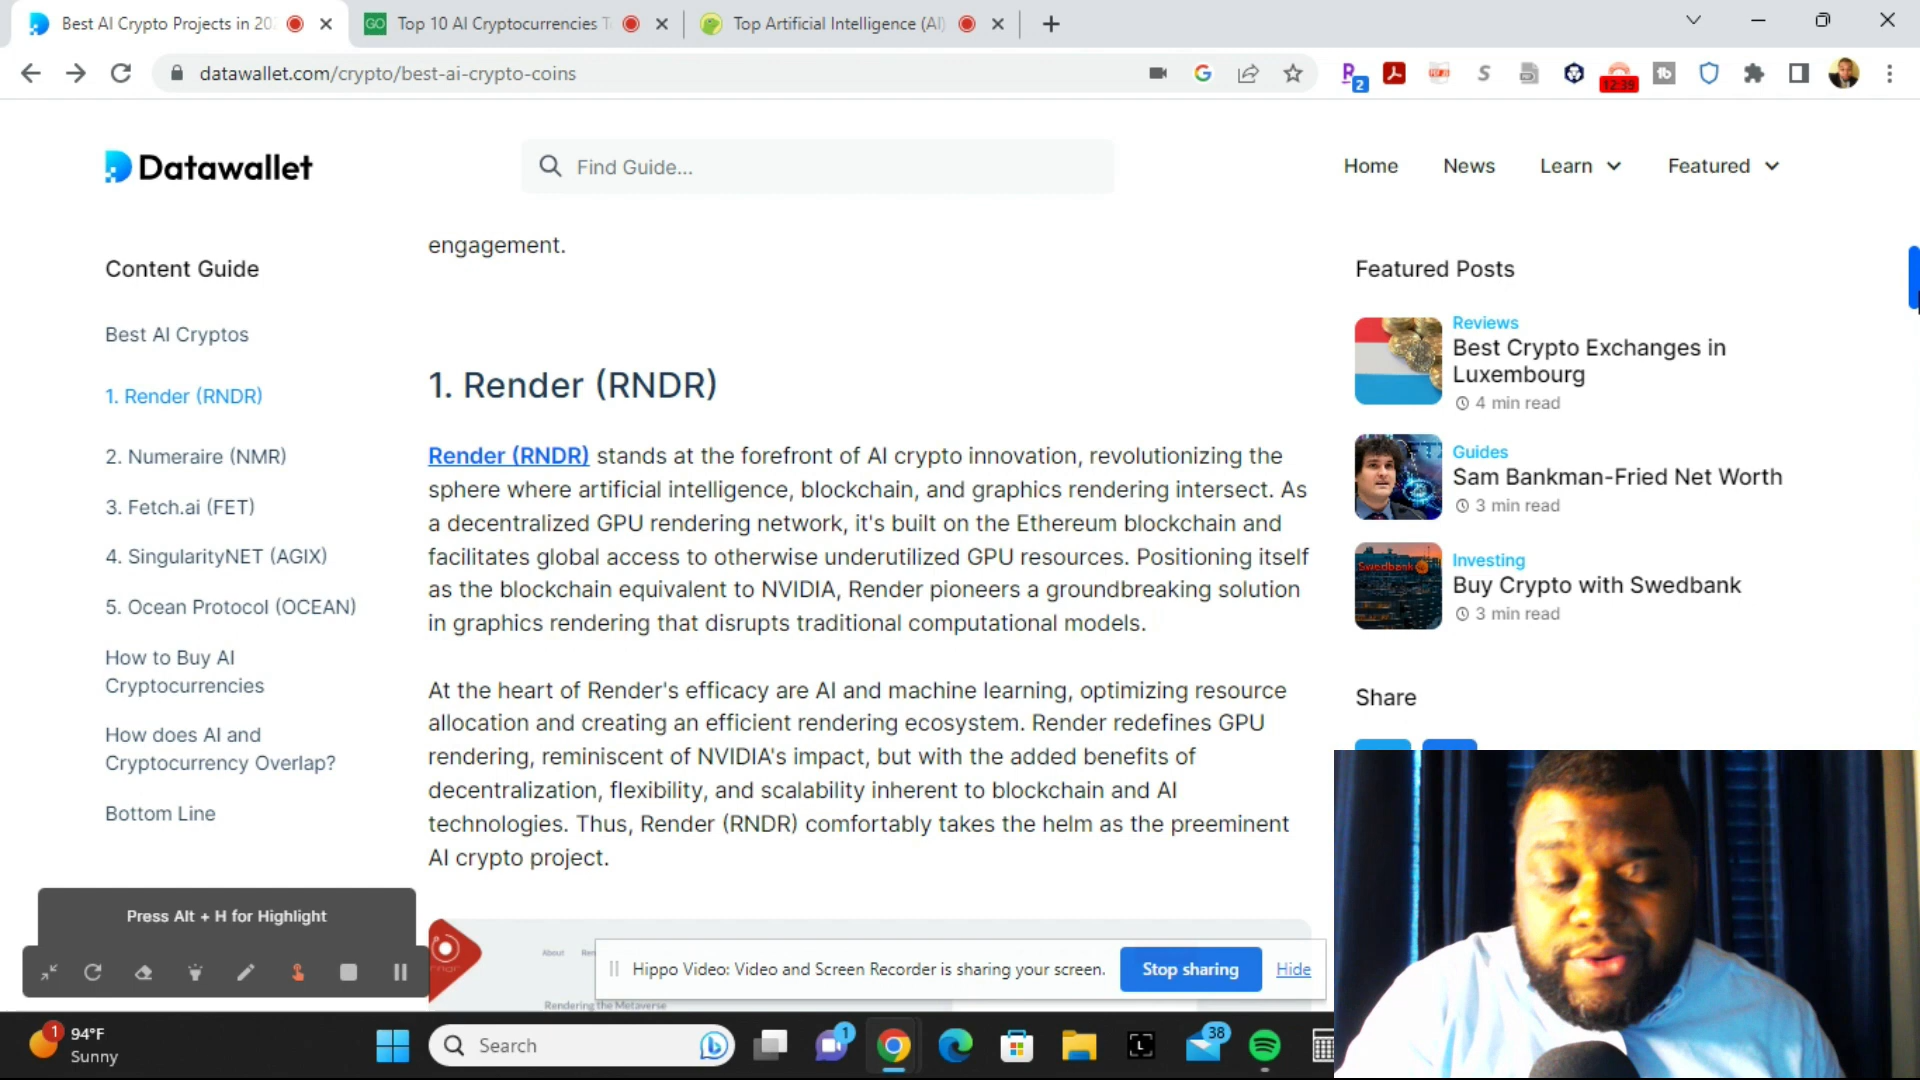 Best AI Crypto Projects in 20
Top 10 AI Cryptocurrencies T
Top Artificial Intelligence (AI)
datawallet.com/crypto/best-ai-crypto-coins
2
12:39
Datawallet
Find Guide...
Home
News
Learn
Featured
Content Guide
Best AI Cryptos
1. Render (RNDR)
2. Numeraire (NMR)
3. Fetch.ai (FET)
4. SingularityNET (AGIX)
5. Ocean Protocol (OCEAN)
How to Buy AI
Cryptocurrencies
How does AI and
Cryptocurrency Overlap?
Bottom Line
engagement.
1. Render (RNDR)
Render (RNDR) stands at the forefront of AI crypto innovation, revolutionizing the
sphere where artificial intelligence, blockchain, and graphics rendering intersect. As
a decentralized GPU rendering network, it's built on the Ethereum blockchain and
facilitates global access to otherwise underutilized GPU resources. Positioning itself
as the blockchain equivalent to NVIDIA, Render pioneers a groundbreaking solution
in graphics rendering that disrupts traditional computational models.
At the heart of Render's efficacy are AI and machine learning, optimizing resource
allocation and creating an efficient rendering ecosystem. Render redefines GPU
rendering, reminiscent of NVIDIA's impact, but with the added benefits of
decentralization, flexibility, and scalability inherent to blockchain and AI
technologies. Thus, Render (RNDR) comfortably takes the helm as the preeminent
AI crypto project.
About
Rendering the Metaverse
Featured Posts
Reviews
Best Crypto Exchanges in
Luxembourg
4 min read
Guides
Sam Bankman-Fried Net Worth
3 min read
Swedbank
Investing
Buy Crypto with Swedbank
3 min read
Share
Press Alt + H for Highlight
Hippo Video: Video and Screen Recorder is sharing your screen.
Stop sharing
Hide
1
94°F
Sunny
Search
1
38